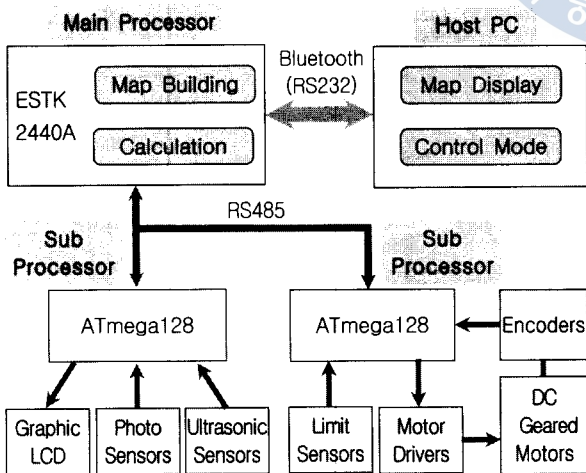 Main Processor
Host PC
ESTK
2440A
Map Building
Calculation
Bluetooth
(RS232)
Map Display
Control Mode
RS485
Sub
Processor
Sub
Processor
ATmega128
ATmega128
Encoders
Graphic
LCD
Photo
Sensors
Ultrasonic
Sensors
Limit
Sensors
Motor
Drivers
DC
Geared
Motors